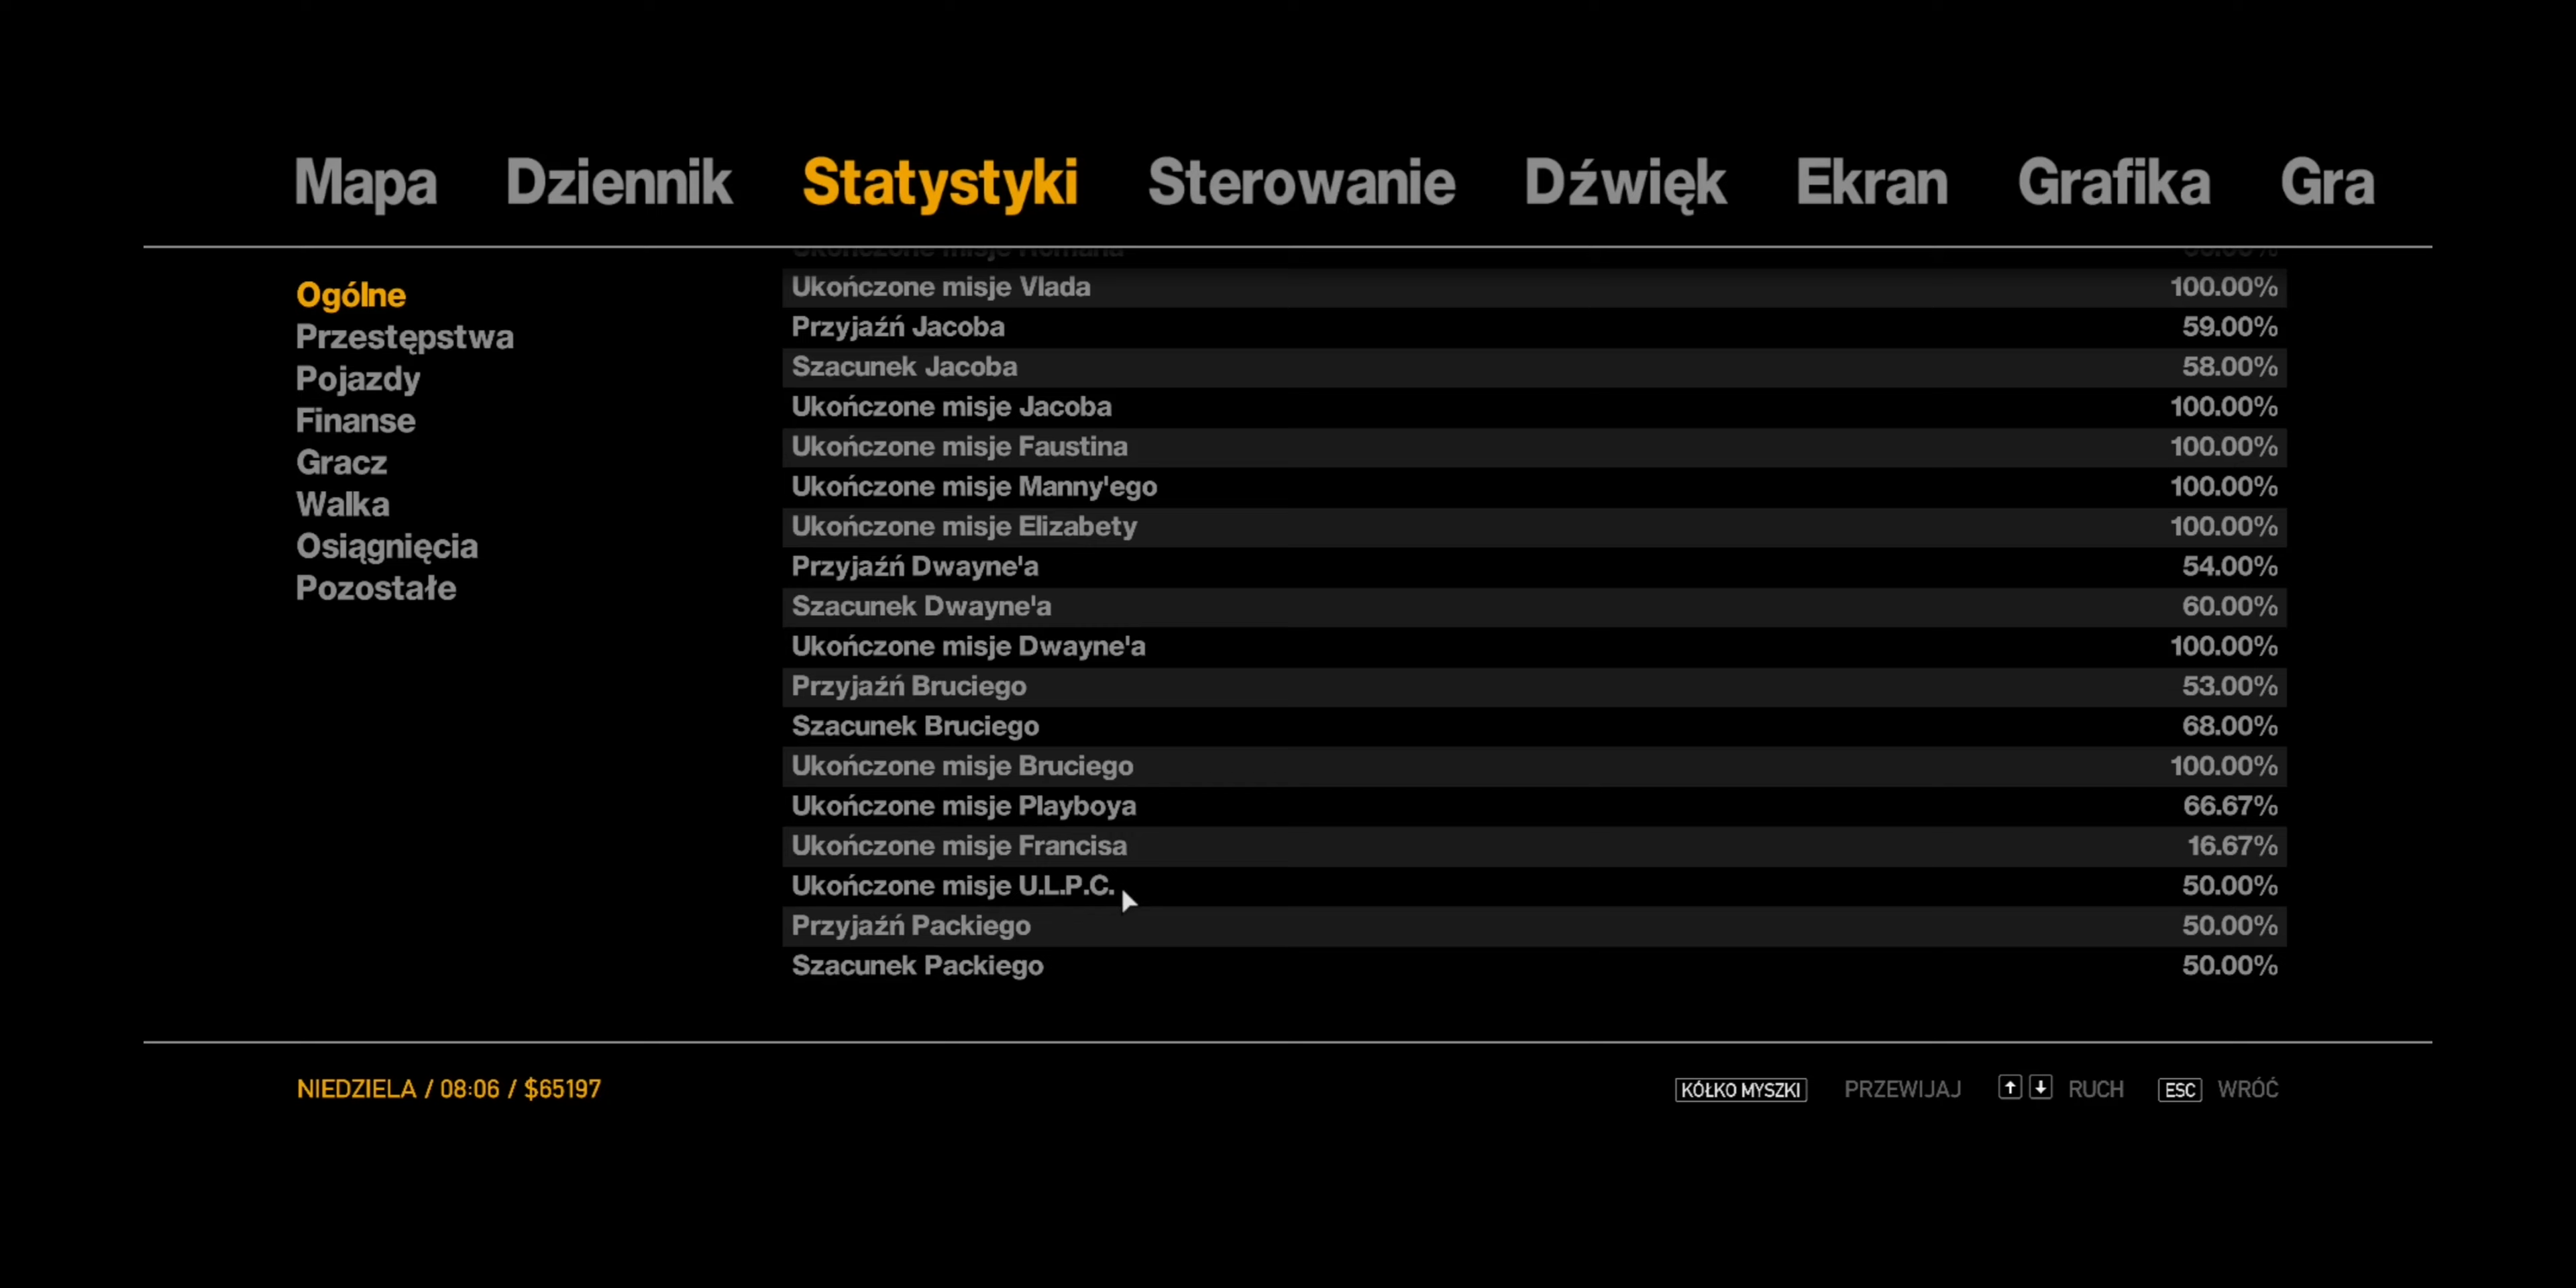 Mapa Dziennik Statystyki Sterowanie Dźwięk Ekran Grafika Gra
Ogólne
Przestępstwa
Pojazdy
Finanse
Gracz
Walka
Osiągnięcia
Pozostałe
Ukończone misje Romana
Ukończone misje Vlada 100.00%
Przyjaźń Jacoba 59.00%
Szacunek Jacoba 58.00%
Ukończone misje Jacoba 100.00%
Ukończone misje Faustina 100.00%
Ukończone misje Manny'ego 100.00%
Ukończone misje Elizabety 100.00%
Przyjaźń Dwayne'a 54.00%
Szacunek Dwayne'a 60.00%
Ukończone misje Dwayne'a 100.00%
Przyjaźń Bruciego 53.00%
Szacunek Bruciego 68.00%
Ukończone misje Bruciego 100.00%
Ukończone misje Playboya 66.67%
Ukończone misje Francisa 16.67%
Ukończone misje U.L.P.C. 50.00%
Przyjaźń Packiego 50.00%
Szacunek Packiego 50.00%
NIEDZIELA / 08:06 / $65197
KÓŁKO MYSZKI PRZEWIJAJ RUCH ESC WRÓĆ